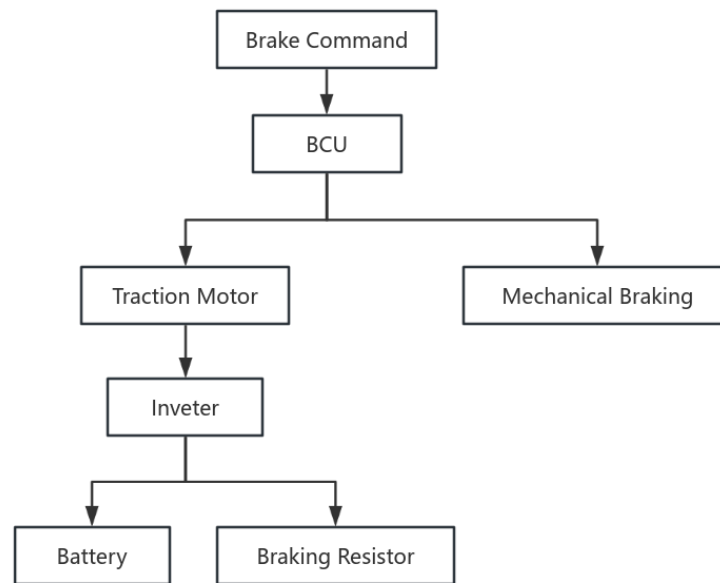 Brake Command
BCU
Traction Motor
Mechanical Braking
Inveter
Battery
Braking Resistor